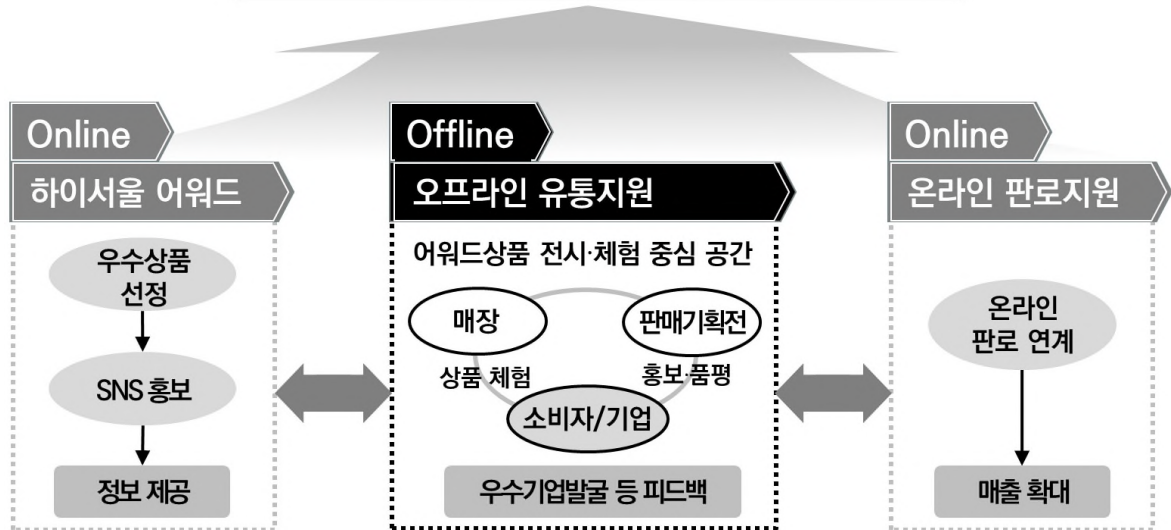 Online
하이서울 어워드
우수상품
선정
SNS 홍보
정보 제공
Offline
오프라인 유통지원
어워드상품 전시·체험 중심 공간
매장
판매기획전
상품 체험
홍보·품평
소비자/기업
우수기업발굴 등 피드백
Online
온라인 판로지원
온라인
판로 연계
매출 확대